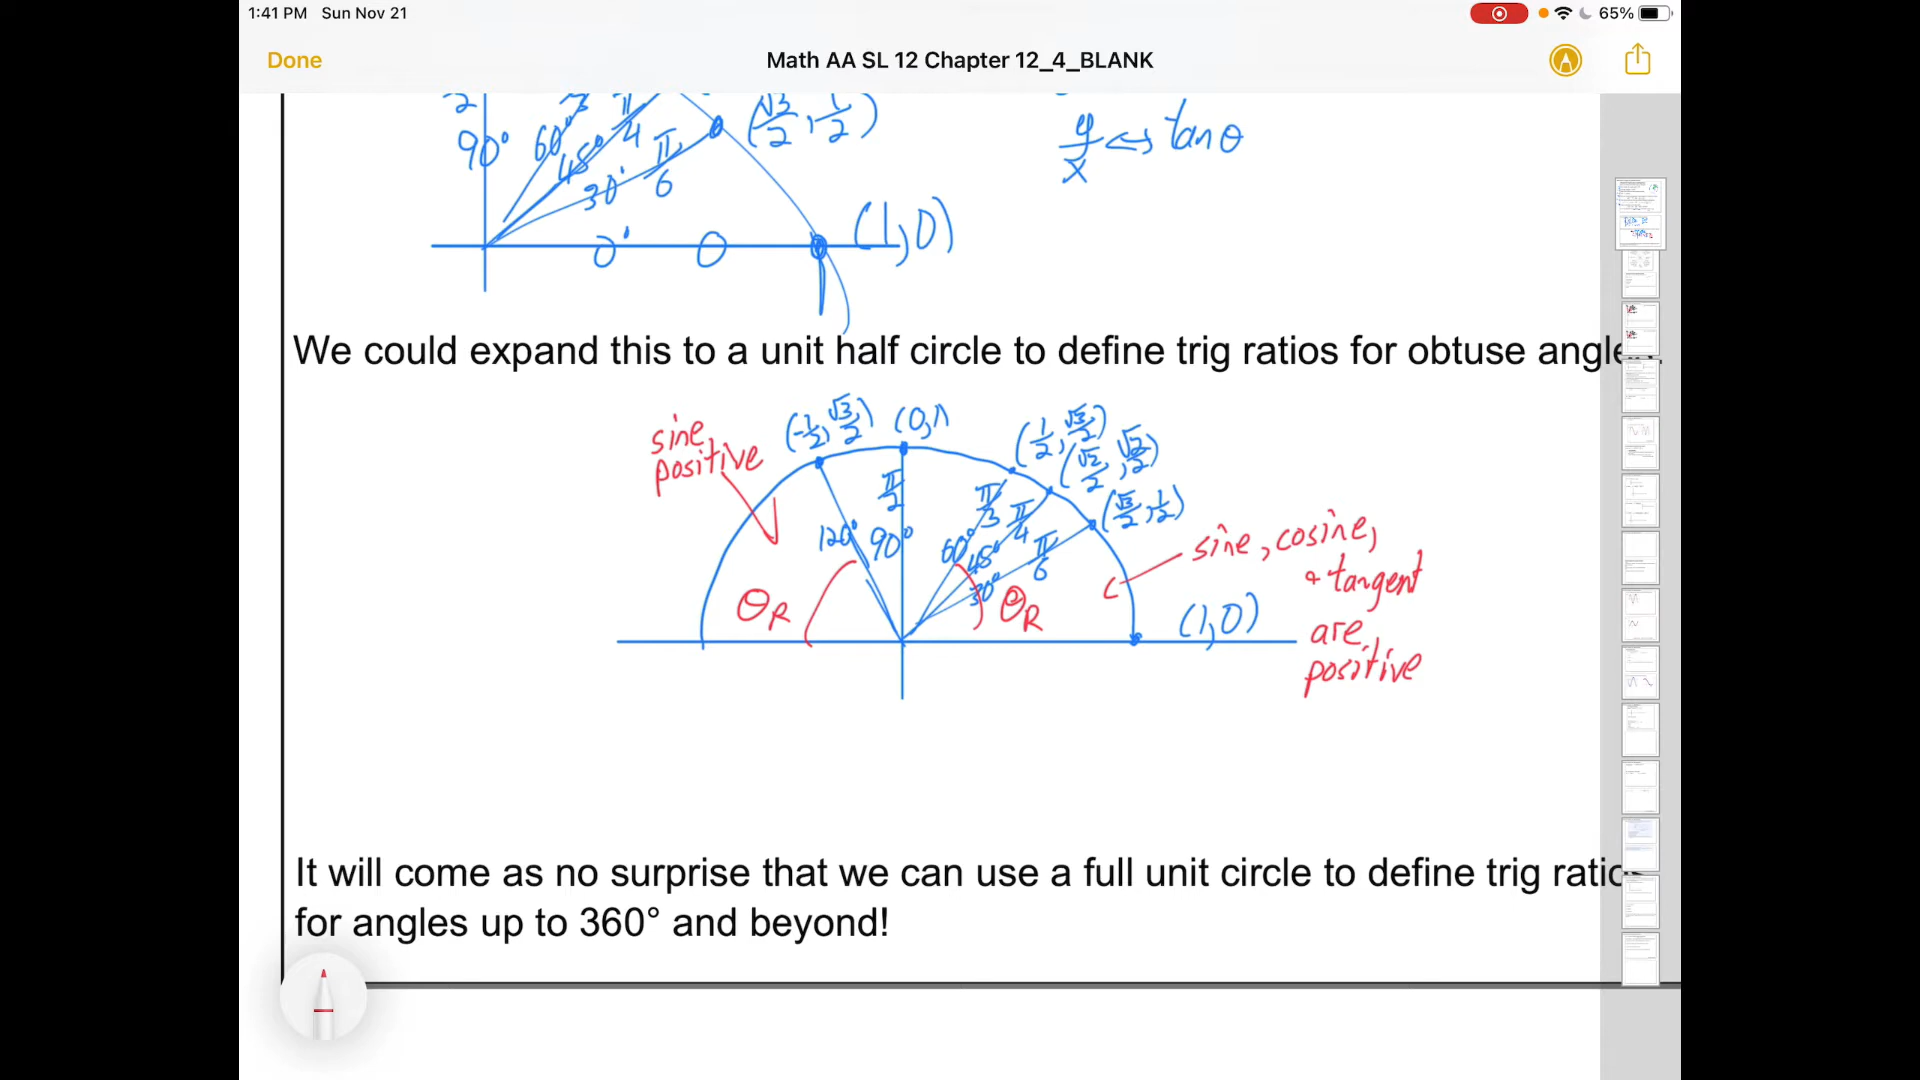 1:41 PM Sun Nov 21
65%
Done
Math AA SL 12 Chapter 12_4_BLANK
2
90° 60° π/4
45° π/6
30°
(√3/2, 1/2)
y/x ⇔ tan θ
0° 0
(1,0)
We could expand this to a unit half circle to define trig ratios for obtuse angle
sine
positive
(-1/2, √3/2) (0,1)
(1/2, √3/2)
(√2/2, √2/2)
(√3/2, 1/2)
π/2 π/3 π/4 π/6
120° 90° 60° 45° 30°
θR θR
sine, cosine,
+ tangent
are
positive
(1,0)
It will come as no surprise that we can use a full unit circle to define trig ratio
for angles up to 360° and beyond!